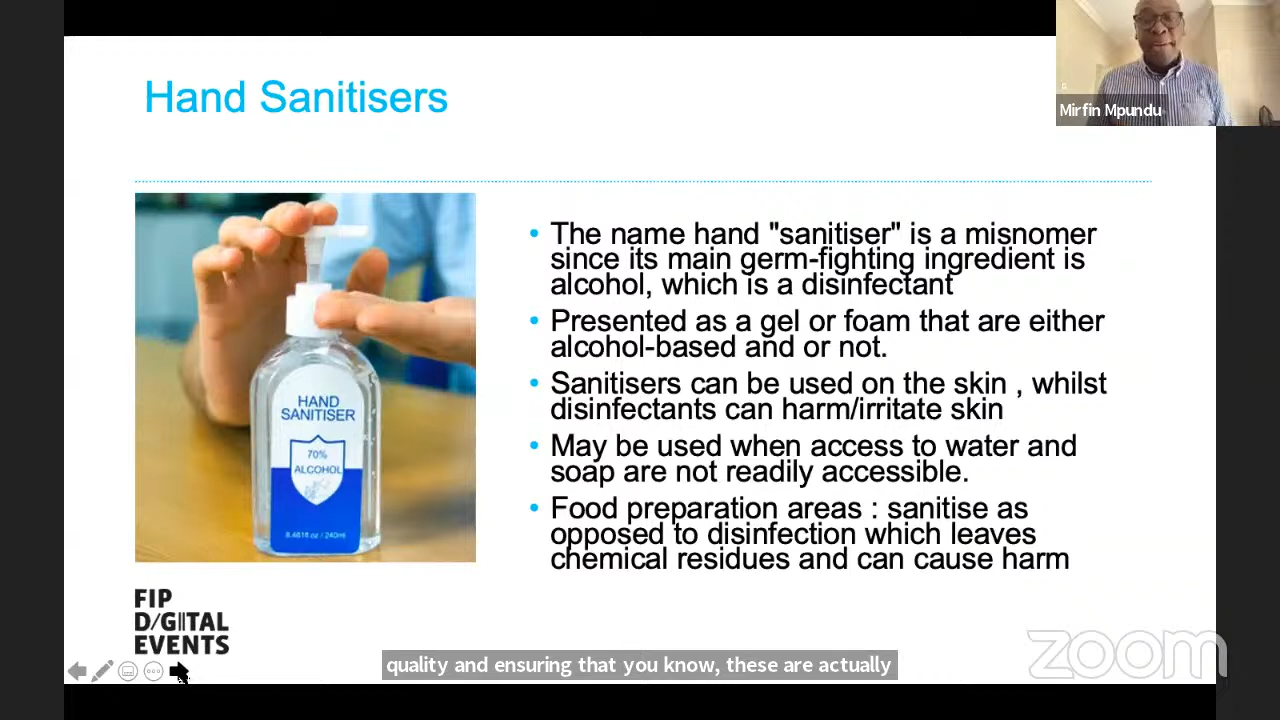 Hand Sanitisers
Mirfin Mpundu
The name hand "sanitiser" is a misnomer
since its main germ-fighting ingredient is
alcohol, which is a disinfectant
Presented as a gel or foam that are either
alcohol-based and or not.
Sanitisers can be used on the skin , whilst
disinfectants can harm/irritate skin
May be used when access to water and
soap are not readily accessible.
Food preparation areas : sanitise as
opposed to disinfection which leaves
chemical residues and can cause harm
HAND
SANITISER
70%
ALCOHOL
8.461fl oz / 240ml
FIP
D/GITAL
EVENTS
quality and ensuring that you know, these are actually
zoom